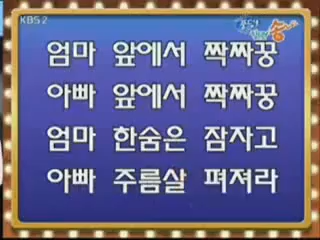 KBS2
엄마 앞에서 짝짜꿍
아빠 앞에서 짝짜꿍
엄마 한숨은 잠자고
아빠 주름살 펴져라